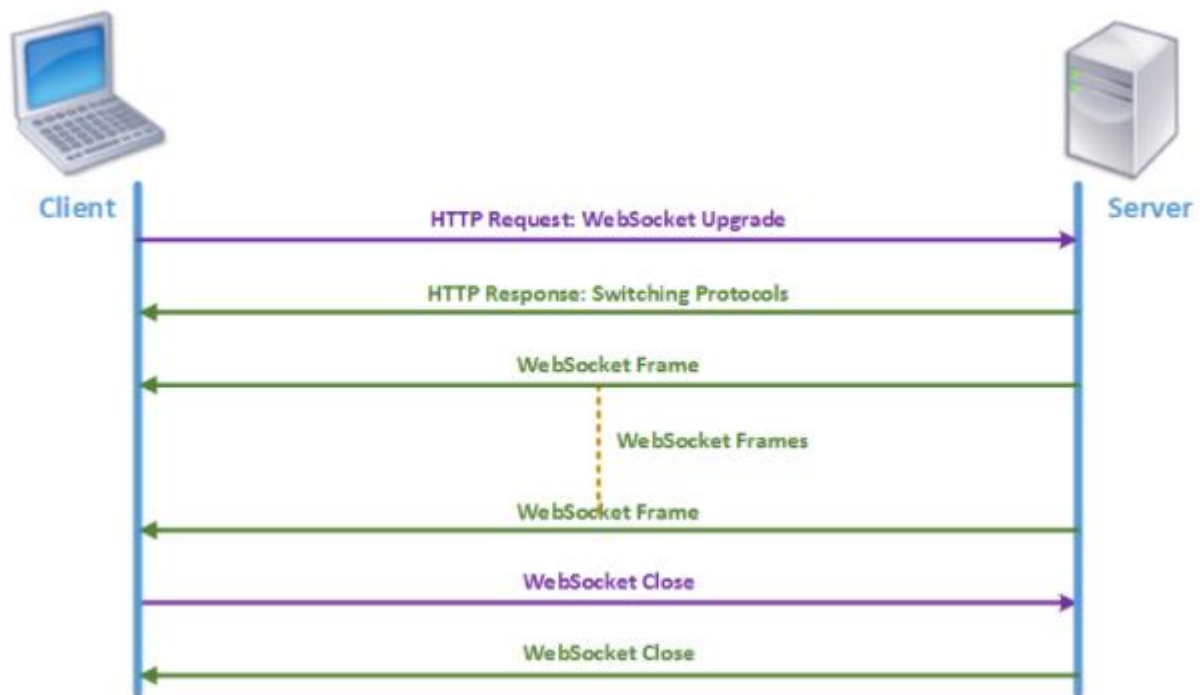 Client
Server
HTTP Request: WebSocket Upgrade
HTTP Response: Switching Protocols
WebSocket Frame
WebSocket Frames
WebSocket Frame
WebSocket Close
WebSocket Close